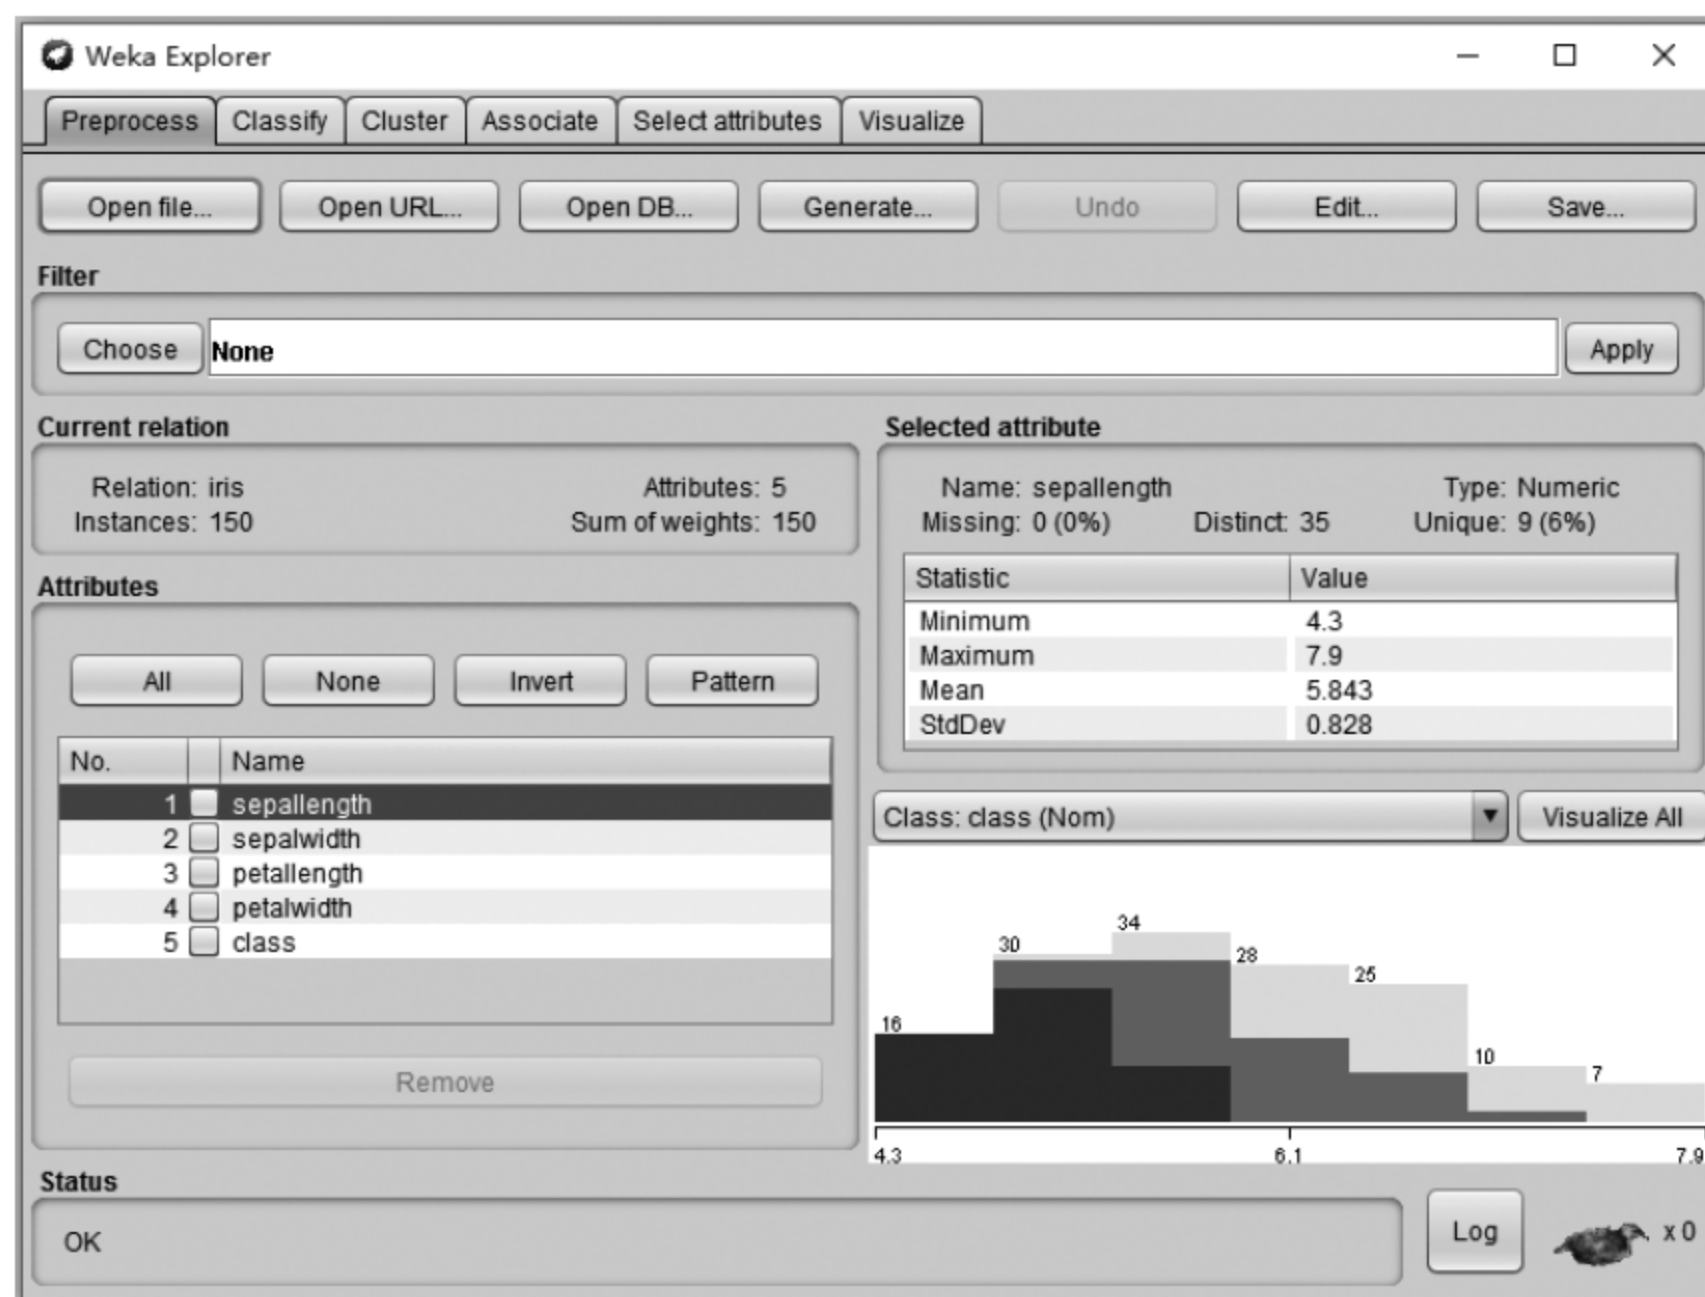 Weka Explorer
Preprocess Classify Cluster Associate Select attributes Visualize
Open file... Open URL... Open DB... Generate... Undo Edit... Save...
Filter
Choose None Apply
Current relation
Relation: iris Attributes: 5
Instances: 150 Sum of weights: 150
Attributes
All None Invert Pattern
No. Name
1 sepallength
2 sepalwidth
3 petallength
4 petalwidth
5 class
Remove
Selected attribute
Name: sepallength Type: Numeric
Missing: 0 (0%) Distinct: 35 Unique: 9 (6%)
Statistic Value
Minimum 4.3
Maximum 7.9
Mean 5.843
StdDev 0.828
Class: class (Nom) Visualize All
16 30 34 28 25 10 7
4.3 6.1 7.9
Status
OK Log x 0